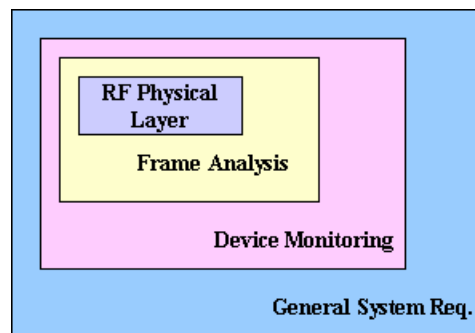 RF Physical
Layer
Frame Analysis
Device Monitoring
General System Req.